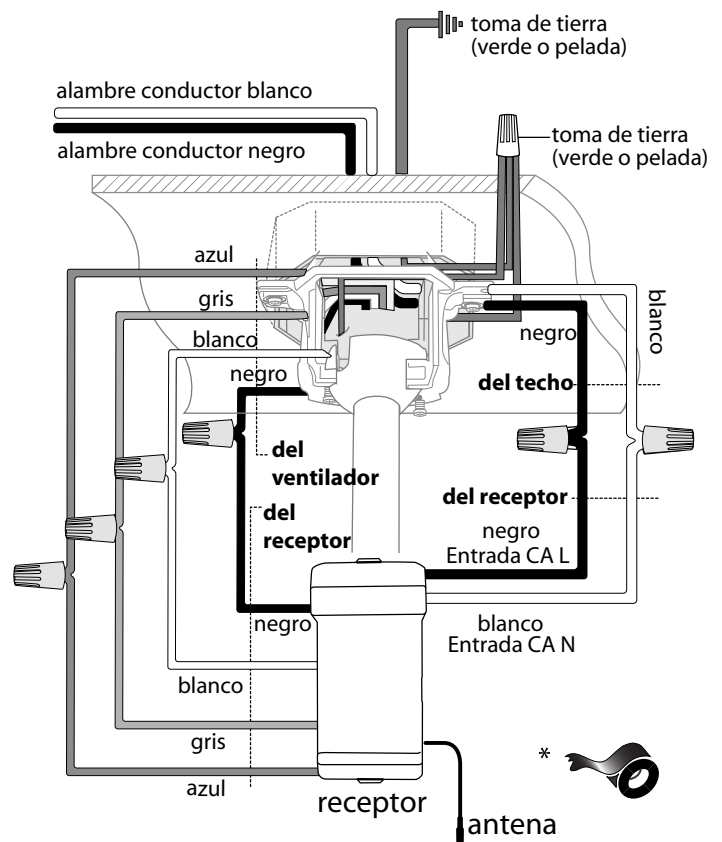 toma de tierra
(verde o pelada)
alambre conductor blanco
alambre conductor negro
toma de tierra
(verde o pelada)
azul
gris
blanco
negro
blanco
negro
del techo
del
ventilador
del receptor
del
receptor
negro
Entrada CA L
negro
blanco
Entrada CA N
blanco
gris
azul
*
receptor
antena